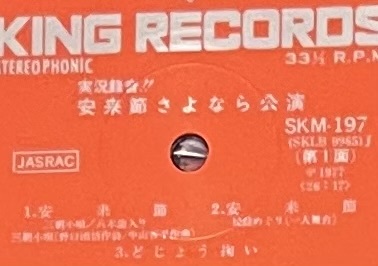 KING RECORDS
STEREOPHONIC
33⅓ R.P.M
実況録音!!
安来節さよなら公演
SKM-197
(SKLB 9965)J
JASRAC
(第1面)
℗1977
(26:17)
1.安来節 2.安来節
3.どじょう掬い